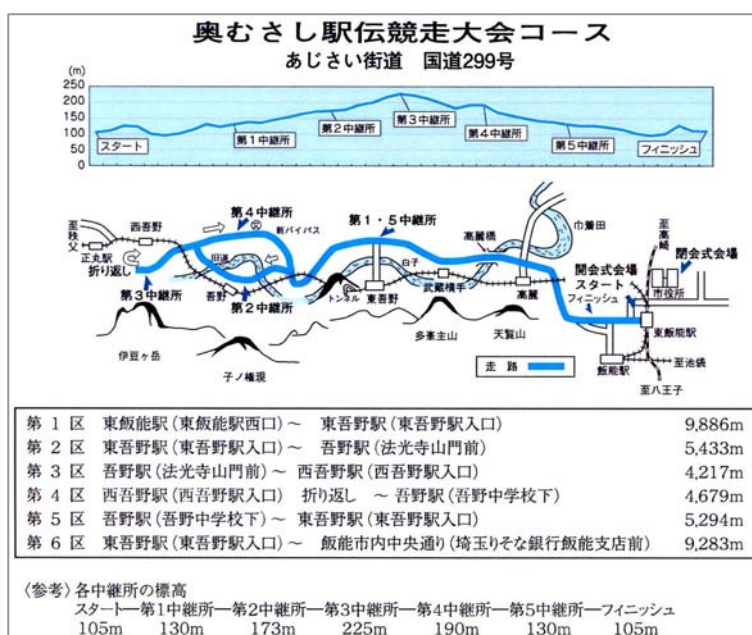 奥むさし駅伝競走大会コース
あじさい街道　国道299号
(m)
250
200
150
100
50
0
スタート
第1中継所
第2中継所
第3中継所
第4中継所
第5中継所
フィニッシュ
至秩父
西吾野
正丸駅
折り返し
第3中継所
第4中継所
新バイパス
旧道
吾野
第2中継所
第1・5中継所
トンネル
東吾野
白子
武蔵横手
高麗橋
高麗
巾着田
至高崎
閉会式会場
開会式会場
スタート
フィニッシュ
市役所
東飯能駅
飯能駅
至池袋
至八王子
伊豆ヶ岳
子ノ権現
多峯主山
天覧山
走路
第 1 区　東飯能駅（東飯能駅西口）～　東吾野駅（東吾野駅入口）　9,886m
第 2 区　東吾野駅（東吾野駅入口）～　吾野駅（法光寺山門前）　5,433m
第 3 区　吾野駅（法光寺山門前）～　西吾野駅（西吾野駅入口）　4,217m
第 4 区　西吾野駅（西吾野駅入口）　折り返し　～吾野駅（吾野中学校下）　4,679m
第 5 区　吾野駅（吾野中学校下）～　東吾野駅（東吾野駅入口）　5,294m
第 6 区　東吾野駅（東吾野駅入口）～　飯能市内中央通り（埼玉りそな銀行飯能支店前）　9,283m
〈参考〉各中継所の標高
スタート―第1中継所―第2中継所―第3中継所―第4中継所―第5中継所―フィニッシュ
105m　130m　173m　225m　190m　130m　105m